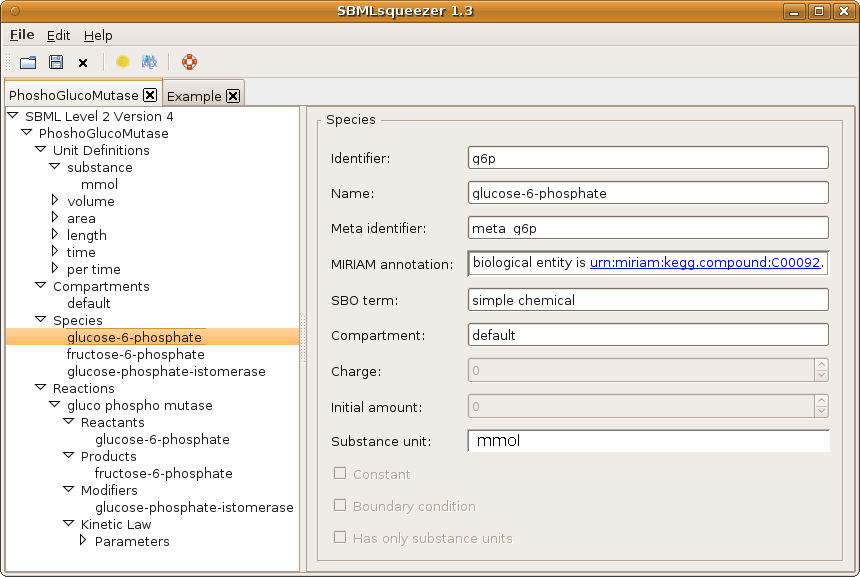 SBMLsqueezer 1.3
File Edit Help
PhoshoGlucoMutase Example
SBML Level 2 Version 4
PhoshoGlucoMutase
Unit Definitions
substance
mmol
volume
area
length
time
per time
Compartments
default
Species
glucose-6-phosphate
fructose-6-phosphate
glucose-phosphate-istomerase
Reactions
gluco phospho mutase
Reactants
glucose-6-phosphate
Products
fructose-6-phosphate
Modifiers
glucose-phosphate-istomerase
Kinetic Law
Parameters
Species
Identifier: g6p
Name: glucose-6-phosphate
Meta identifier: meta_g6p
MIRIAM annotation: biological entity is urn:miriam:kegg.compound:C00092.
SBO term: simple chemical
Compartment: default
Charge: 0
Initial amount: 0
Substance unit: mmol
Constant
Boundary condition
Has only substance units